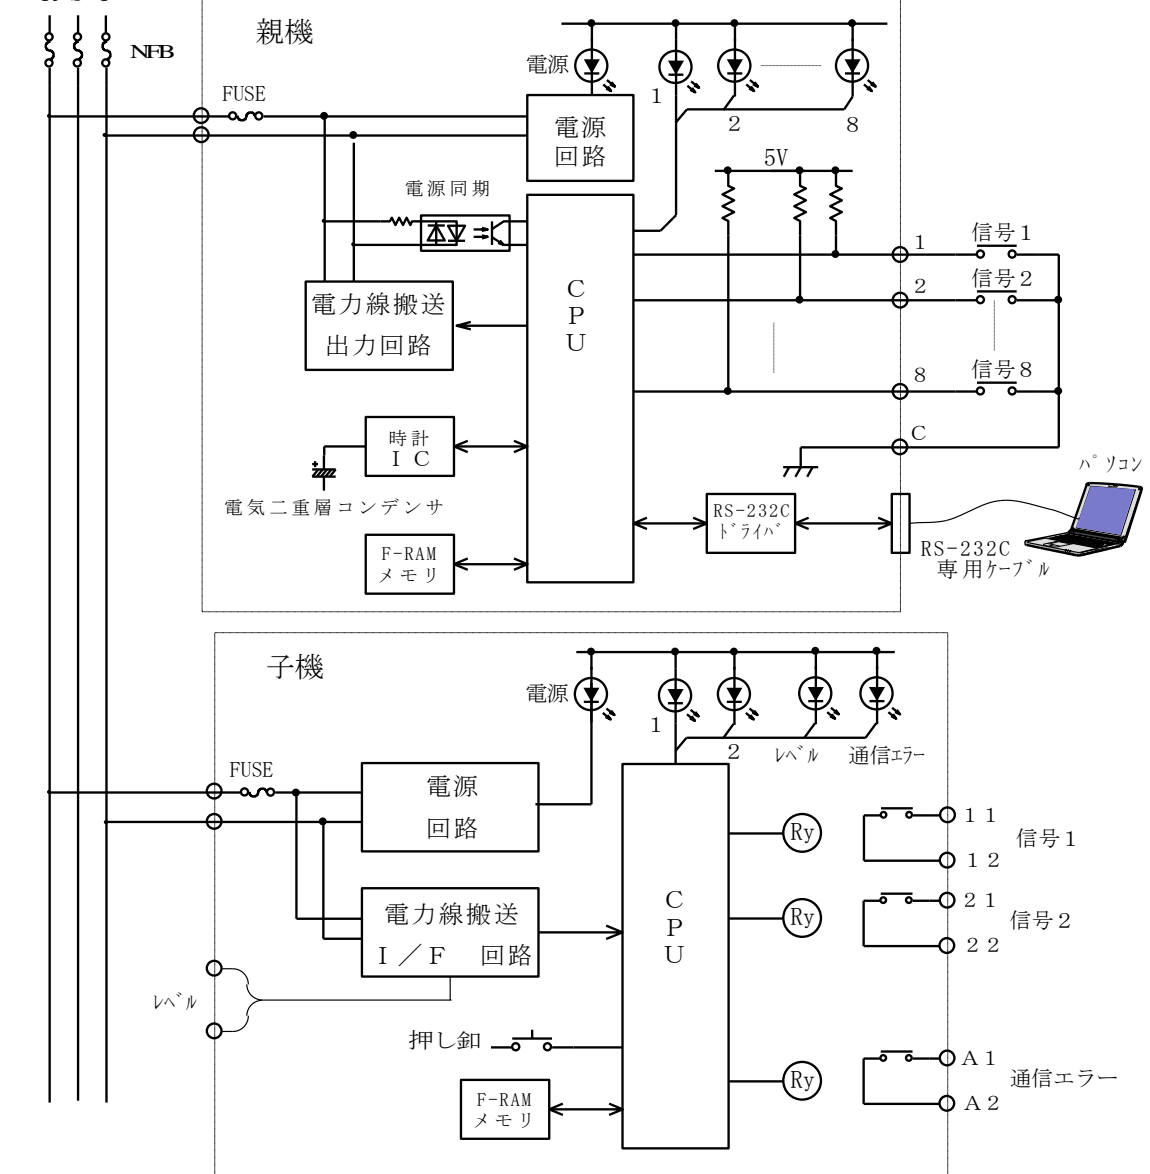 親機
NFB
電源
1
2
8
FUSE
電源
回路
5V
電源同期
信号1
1
電力線搬送
出力回路
CPU
信号2
2
信号8
8
C
時計
IC
電気二重層コンデンサ
パソコン
RS-232C
ドライバ
RS-232C
専用ケーブル
F-RAM
メモリ
子機
電源
1
2
レベル
通信エラー
FUSE
電源
回路
電力線搬送
I/F 回路
レベル
CPU
Ry
11
12
信号1
Ry
21
22
信号2
押し釦
F-RAM
メモリ
Ry
A1
A2
通信エラー